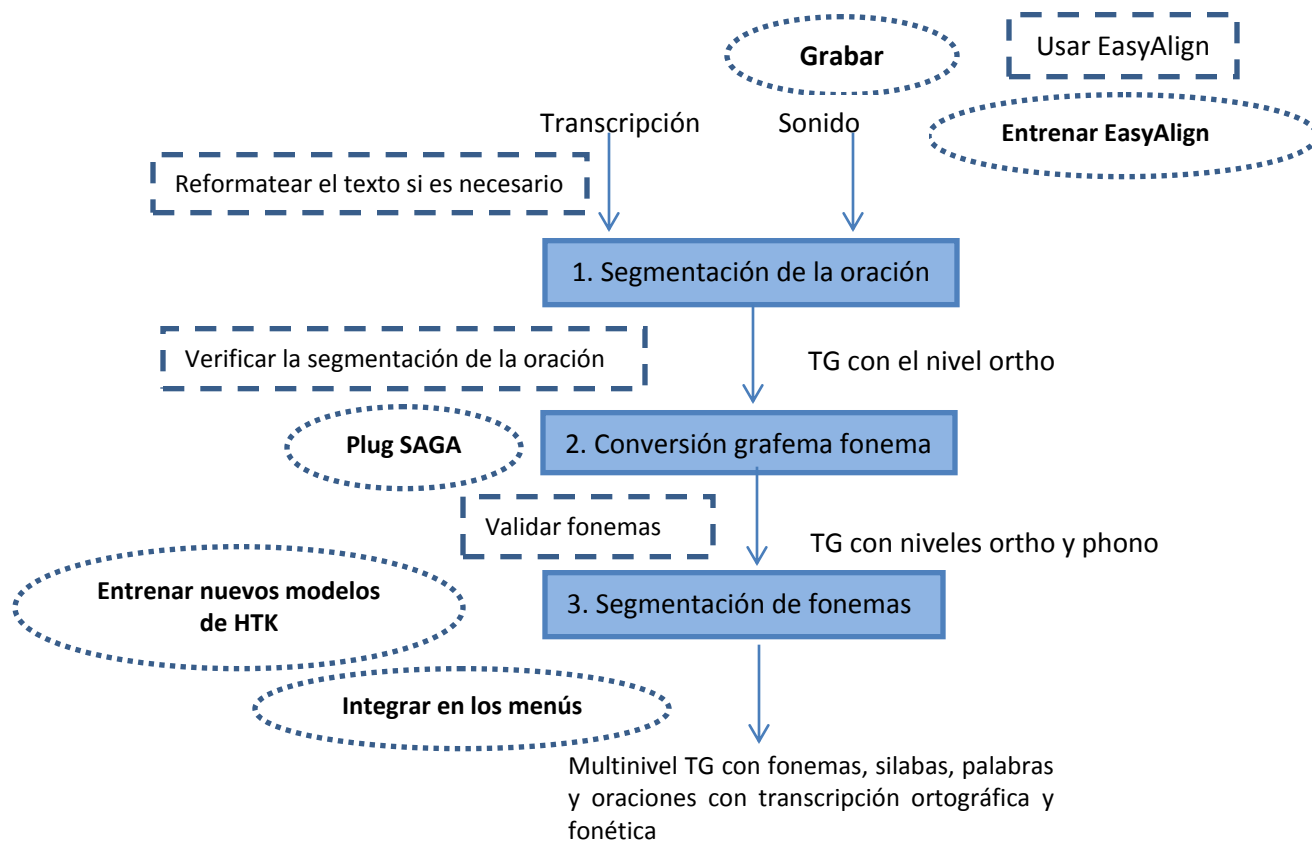 Grabar
Usar EasyAlign
Transcripción
Sonido
Entrenar EasyAlign
Reformatear el texto si es necesario
1. Segmentación de la oración
Verificar la segmentación de la oración
TG con el nivel ortho
Plug SAGA
2. Conversión grafema fonema
Validar fonemas
TG con niveles ortho y phono
Entrenar nuevos modelos
de HTK
3. Segmentación de fonemas
Integrar en los menús
Multinivel TG con fonemas, silabas, palabras
y oraciones con transcripción ortográfica y
fonética